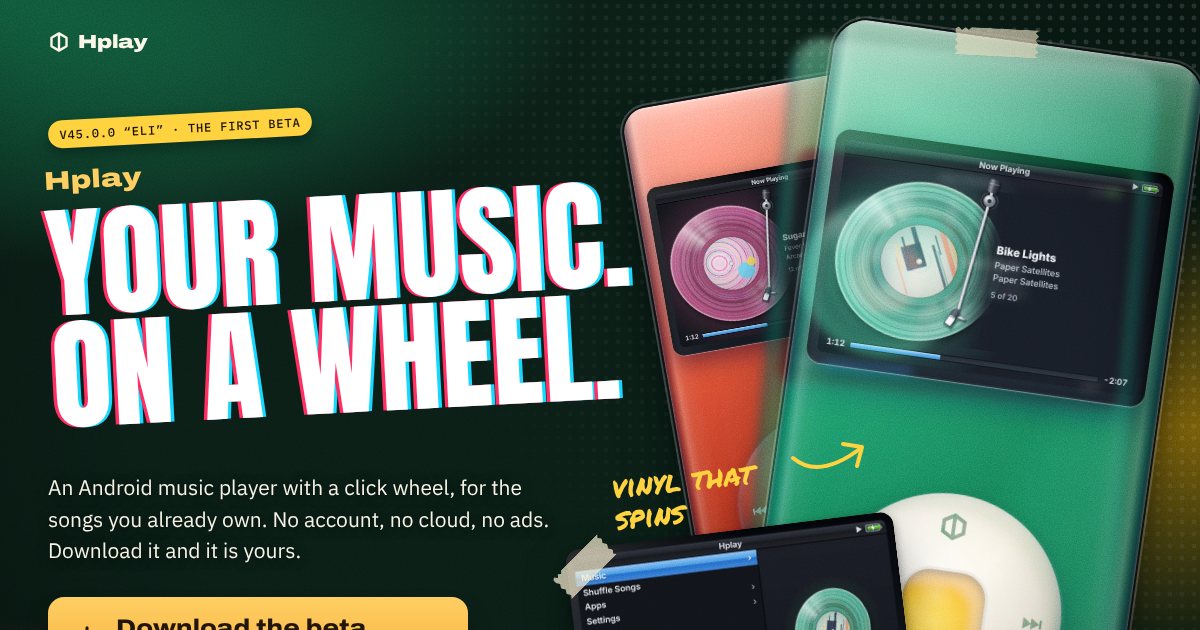 Hplay
V45.0.0 “ELI” · THE FIRST BETA
Hplay
YOUR MUSIC.
ON A WHEEL.
An Android music player with a click wheel, for the
songs you already own. No account, no cloud, no ads.
Download it and it is yours.
Download the beta
Now Playing
1:12
Now Playing
Bike Lights
Paper Satellites
Paper Satellites
5 of 20
1:12
-2:07
VINYL THAT
SPINS
Hplay
Music
Shuffle Songs
Apps
Settings